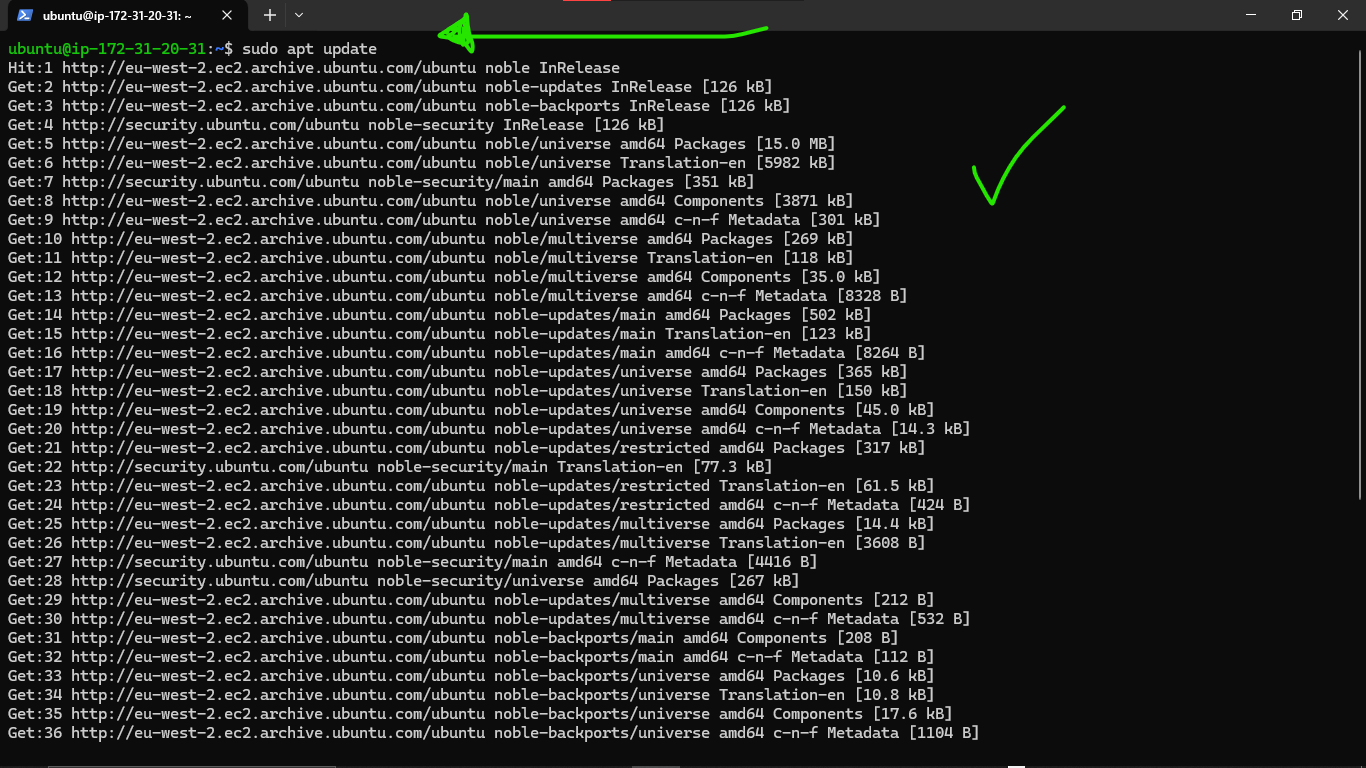 ubuntu@ip-172-31-20-31: ~
ubuntu@ip-172-31-20-31:~$ sudo apt update
Hit:1 http://eu-west-2.ec2.archive.ubuntu.com/ubuntu noble InRelease
Get:2 http://eu-west-2.ec2.archive.ubuntu.com/ubuntu noble-updates InRelease [126 kB]
Get:3 http://eu-west-2.ec2.archive.ubuntu.com/ubuntu noble-backports InRelease [126 kB]
Get:4 http://security.ubuntu.com/ubuntu noble-security InRelease [126 kB]
Get:5 http://eu-west-2.ec2.archive.ubuntu.com/ubuntu noble/universe amd64 Packages [15.0 MB]
Get:6 http://eu-west-2.ec2.archive.ubuntu.com/ubuntu noble/universe Translation-en [5982 kB]
Get:7 http://security.ubuntu.com/ubuntu noble-security/main amd64 Packages [351 kB]
Get:8 http://eu-west-2.ec2.archive.ubuntu.com/ubuntu noble/universe amd64 Components [3871 kB]
Get:9 http://eu-west-2.ec2.archive.ubuntu.com/ubuntu noble/universe amd64 c-n-f Metadata [301 kB]
Get:10 http://eu-west-2.ec2.archive.ubuntu.com/ubuntu noble/multiverse amd64 Packages [269 kB]
Get:11 http://eu-west-2.ec2.archive.ubuntu.com/ubuntu noble/multiverse Translation-en [118 kB]
Get:12 http://eu-west-2.ec2.archive.ubuntu.com/ubuntu noble/multiverse amd64 Components [35.0 kB]
Get:13 http://eu-west-2.ec2.archive.ubuntu.com/ubuntu noble/multiverse amd64 c-n-f Metadata [8328 B]
Get:14 http://eu-west-2.ec2.archive.ubuntu.com/ubuntu noble-updates/main amd64 Packages [502 kB]
Get:15 http://eu-west-2.ec2.archive.ubuntu.com/ubuntu noble-updates/main Translation-en [123 kB]
Get:16 http://eu-west-2.ec2.archive.ubuntu.com/ubuntu noble-updates/main amd64 c-n-f Metadata [8264 B]
Get:17 http://eu-west-2.ec2.archive.ubuntu.com/ubuntu noble-updates/universe amd64 Packages [365 kB]
Get:18 http://eu-west-2.ec2.archive.ubuntu.com/ubuntu noble-updates/universe Translation-en [150 kB]
Get:19 http://eu-west-2.ec2.archive.ubuntu.com/ubuntu noble-updates/universe amd64 Components [45.0 kB]
Get:20 http://eu-west-2.ec2.archive.ubuntu.com/ubuntu noble-updates/universe amd64 c-n-f Metadata [14.3 kB]
Get:21 http://eu-west-2.ec2.archive.ubuntu.com/ubuntu noble-updates/restricted amd64 Packages [317 kB]
Get:22 http://security.ubuntu.com/ubuntu noble-security/main Translation-en [77.3 kB]
Get:23 http://eu-west-2.ec2.archive.ubuntu.com/ubuntu noble-updates/restricted Translation-en [61.5 kB]
Get:24 http://eu-west-2.ec2.archive.ubuntu.com/ubuntu noble-updates/restricted amd64 c-n-f Metadata [424 B]
Get:25 http://eu-west-2.ec2.archive.ubuntu.com/ubuntu noble-updates/multiverse amd64 Packages [14.4 kB]
Get:26 http://eu-west-2.ec2.archive.ubuntu.com/ubuntu noble-updates/multiverse Translation-en [3608 B]
Get:27 http://security.ubuntu.com/ubuntu noble-security/main amd64 c-n-f Metadata [4416 B]
Get:28 http://security.ubuntu.com/ubuntu noble-security/universe amd64 Packages [267 kB]
Get:29 http://eu-west-2.ec2.archive.ubuntu.com/ubuntu noble-updates/multiverse amd64 Components [212 B]
Get:30 http://eu-west-2.ec2.archive.ubuntu.com/ubuntu noble-updates/multiverse amd64 c-n-f Metadata [532 B]
Get:31 http://eu-west-2.ec2.archive.ubuntu.com/ubuntu noble-backports/main amd64 Components [208 B]
Get:32 http://eu-west-2.ec2.archive.ubuntu.com/ubuntu noble-backports/main amd64 c-n-f Metadata [112 B]
Get:33 http://eu-west-2.ec2.archive.ubuntu.com/ubuntu noble-backports/universe amd64 Packages [10.6 kB]
Get:34 http://eu-west-2.ec2.archive.ubuntu.com/ubuntu noble-backports/universe Translation-en [10.8 kB]
Get:35 http://eu-west-2.ec2.archive.ubuntu.com/ubuntu noble-backports/universe amd64 Components [17.6 kB]
Get:36 http://eu-west-2.ec2.archive.ubuntu.com/ubuntu noble-backports/universe amd64 c-n-f Metadata [1104 B]